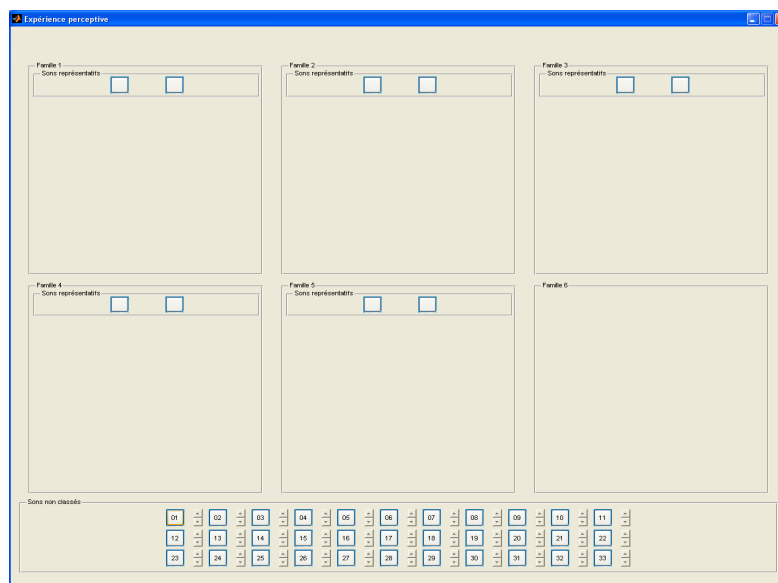 Expérience perceptive
Famille 1
Famille 2
Famille 3
Sons représentatifs
Sons représentatifs
Sons représentatifs
Famille 4
Famille 5
Famille 6
Sons représentatifs
Sons représentatifs
Sons non classés
01 02 03 04 05 06 07 08 09 10 11
12 13 14 15 16 17 18 19 20 21 22
23 24 25 26 27 28 29 30 31 32 33